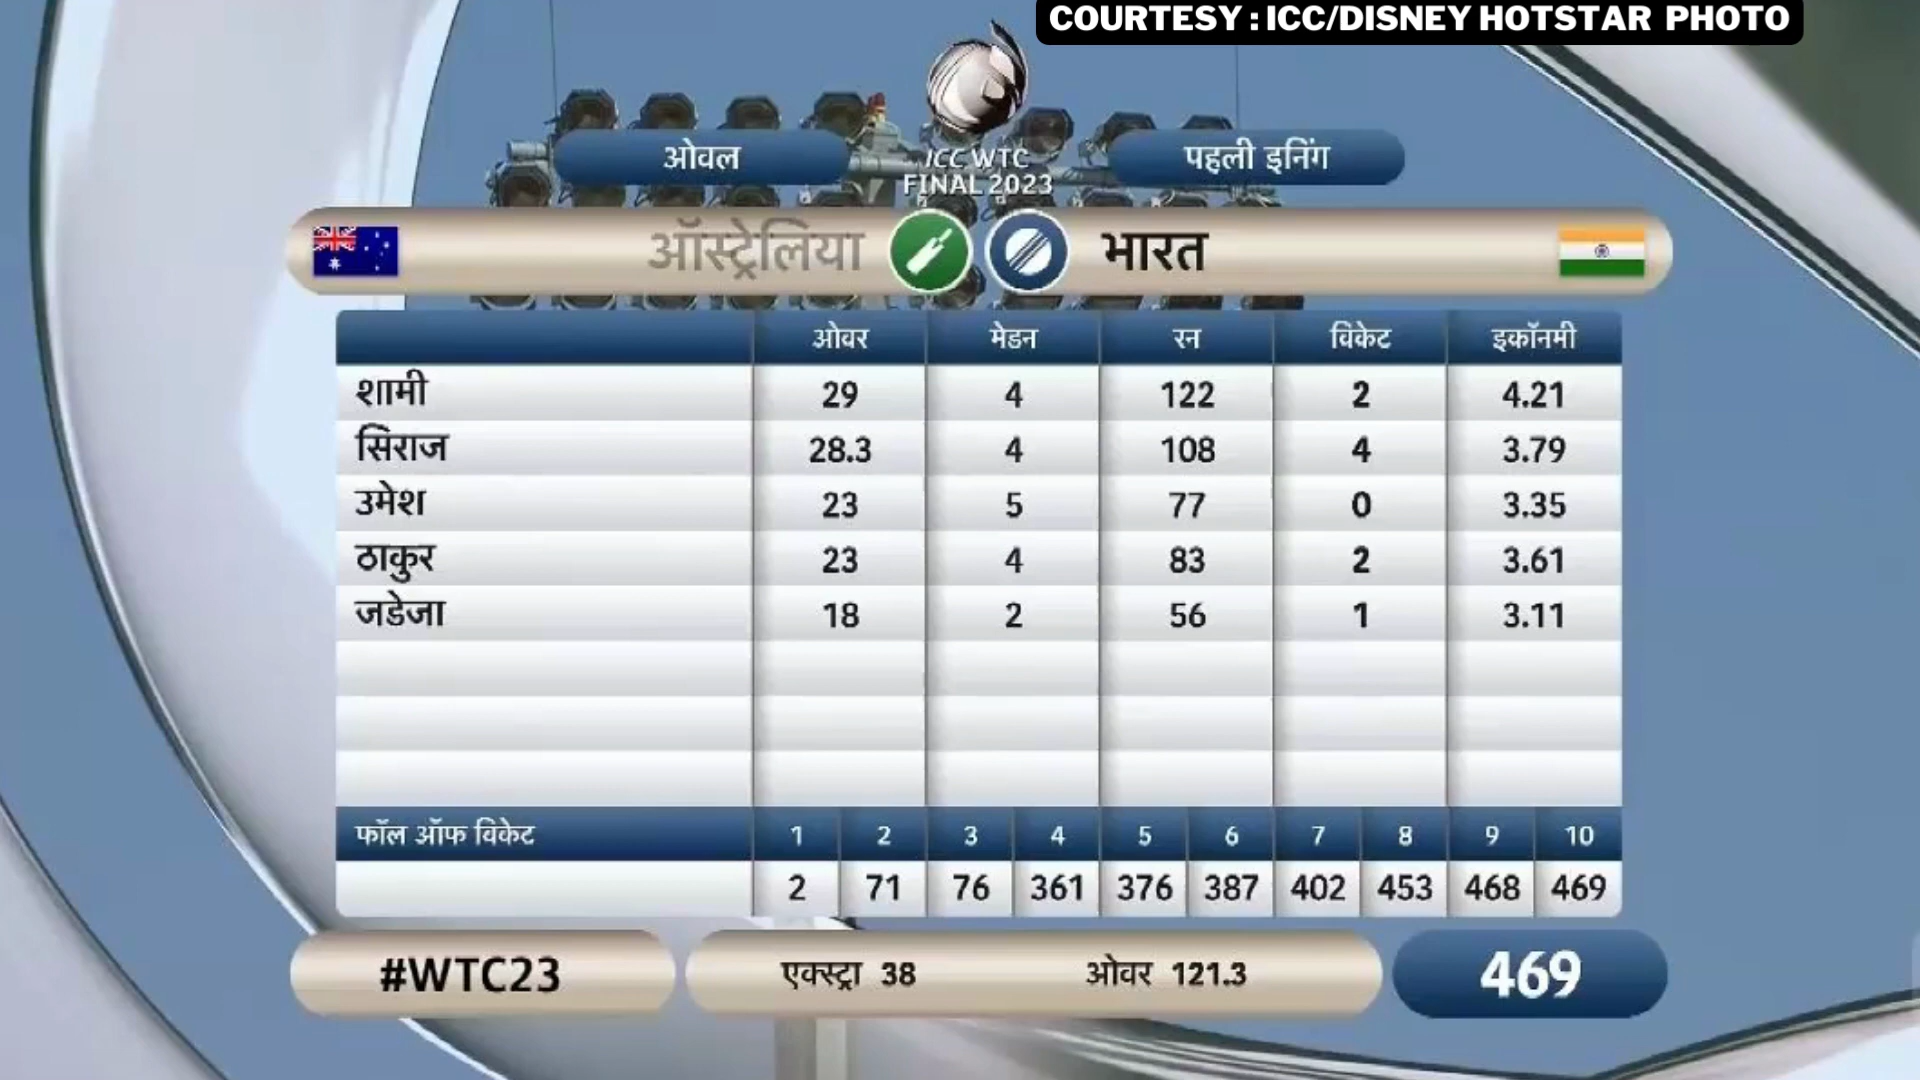 COURTESY : ICC/DISNEY HOTSTAR PHOTO
ओवल
ICC WTC
FINAL 2023
पहली इनिंग
ऑस्ट्रेलिया भारत
ओवर मेडन रन विकेट इकॉनमी
शामी 29 4 122 2 4.21
सिराज 28.3 4 108 4 3.79
उमेश 23 5 77 0 3.35
ठाकुर 23 4 83 2 3.61
जडेजा 18 2 56 1 3.11
फॉल ऑफ विकेट 1 2 3 4 5 6 7 8 9 10
2 71 76 361 376 387 402 453 468 469
#WTC23 एक्स्ट्रा 38 ओवर 121.3 469